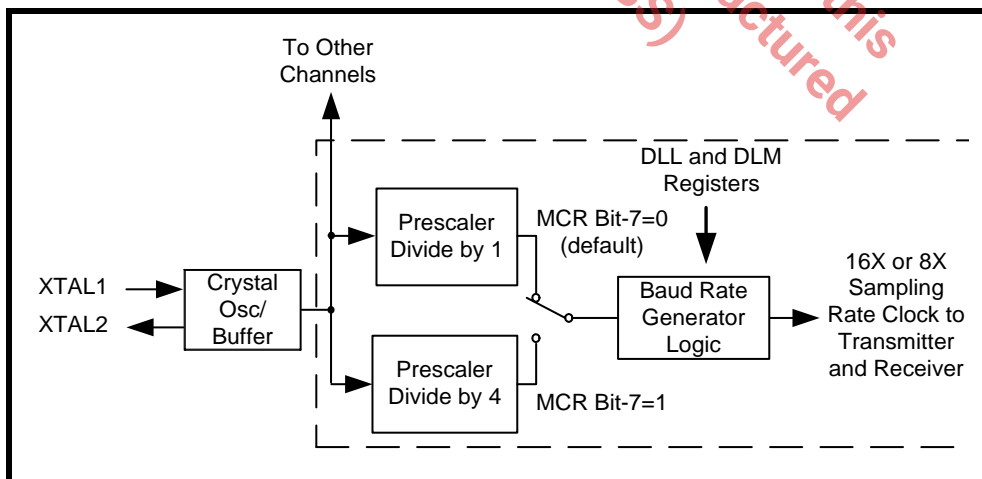 this
uctured
S)
To Other
Channels
DLL and DLM
Registers
Prescaler
Divide by 1
MCR Bit-7=0
(default)
XTAL1
XTAL2
Crystal
Osc/
Buffer
Baud Rate
Generator
Logic
16X or 8X
Sampling
Rate Clock to
Transmitter
and Receiver
Prescaler
Divide by 4
MCR Bit-7=1